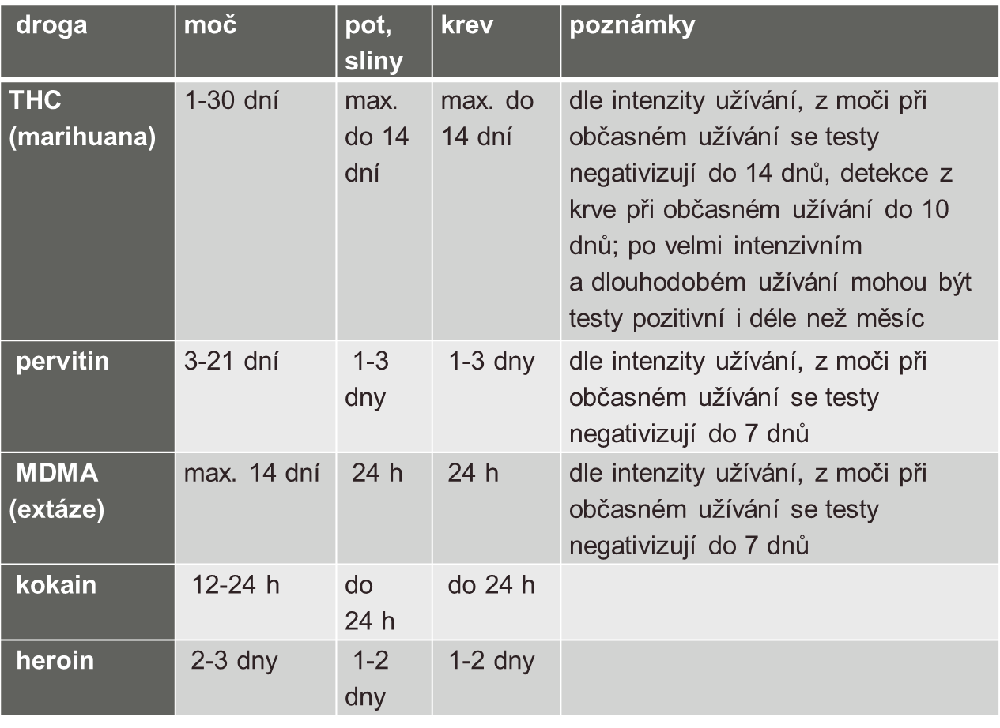 droga moč pot, krev poznámky
sliny
THC 1-30 dní max. max. do dle intenzity užívání, z moči při
(marihuana) do 14 14 dní občasném užívání se testy
dní negativizují do 14 dnů, detekce z
krve při občasném užívání do 10
dnů; po velmi intenzivním
a dlouhodobém užívání mohou být
testy pozitivní i déle než měsíc
pervitin 3-21 dní 1-3 1-3 dny dle intenzity užívání, z moči při
dny občasném užívání se testy
negativizují do 7 dnů
MDMA max. 14 dní 24 h 24 h dle intenzity užívání, z moči při
(extáze) občasném užívání se testy
negativizují do 7 dnů
kokain 12-24 h do do 24 h
24 h
heroin 2-3 dny 1-2 1-2 dny
dny